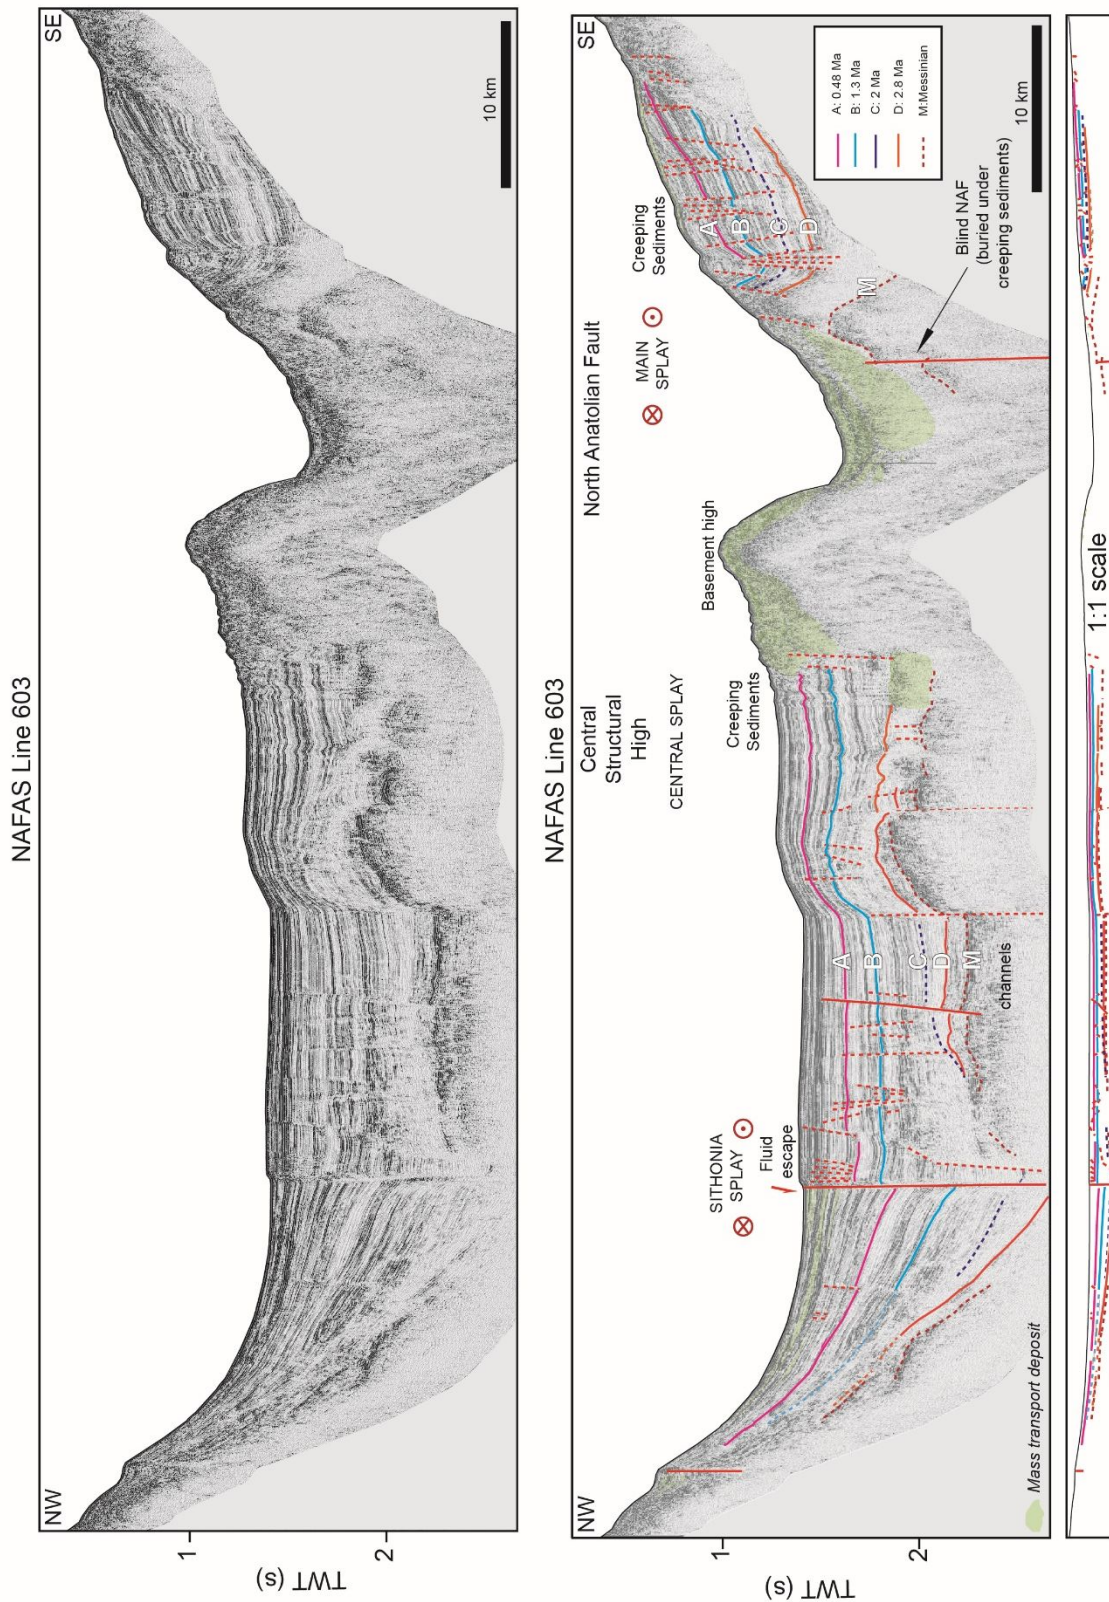 NAFAS Line 603
NW
SE
1
2
TWT (s)
10 km
NAFAS Line 603
Central
Structural
High
CENTRAL SPLAY
North Anatolian Fault
MAIN
SPLAY
SITHONIA
SPLAY
Fluid
escape
Creeping
Sediments
Basement high
Creeping
Sediments
NW
SE
1
2
TWT (s)
A
B
C
D
M
channels
A
B
C
D
M
Blind NAF
(buried under
creeping sediments)
A: 0.48 Ma
B: 1.3 Ma
C: 2 Ma
D: 2.8 Ma
M:Messinian
10 km
Mass transport deposit
1:1 scale